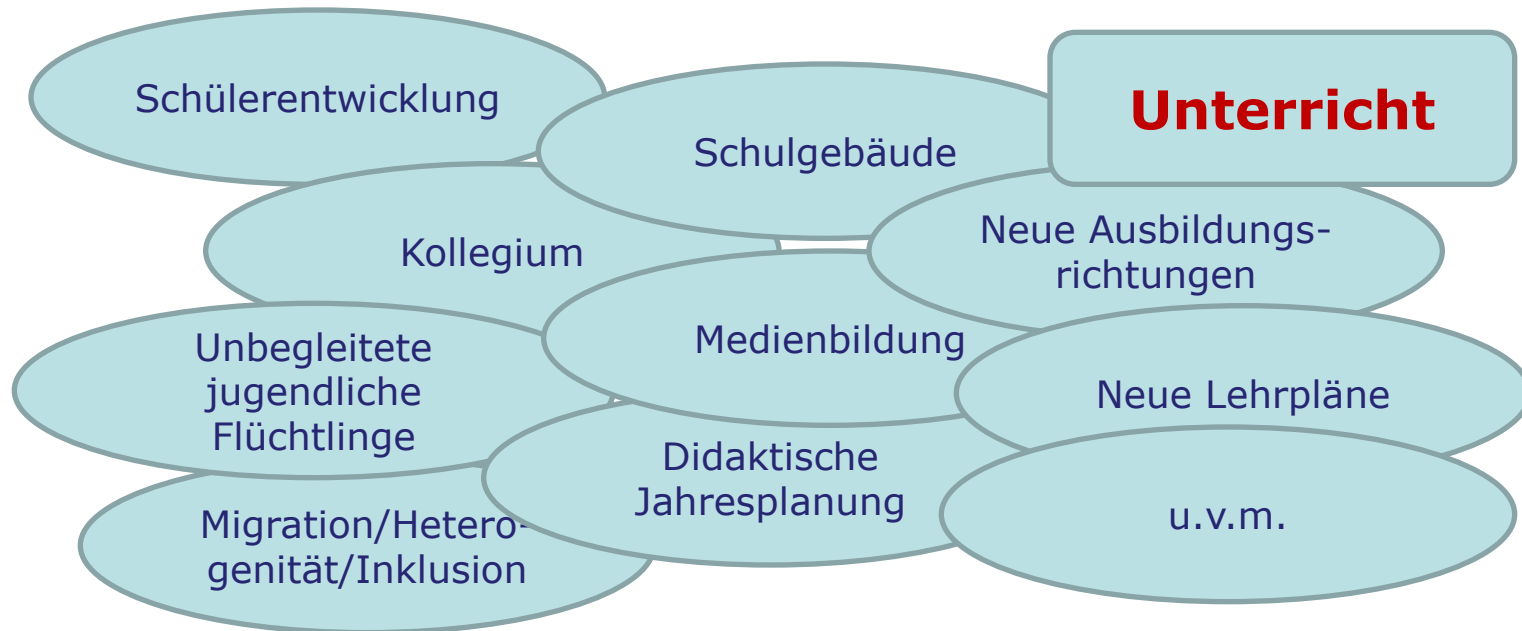 Schülerentwicklung
Schulgebäude
Unterricht
Kollegium
Neue Ausbildungs-
richtungen
Unbegleitete
jugendliche
Flüchtlinge
Medienbildung
Neue Lehrpläne
Didaktische
Jahresplanung
Migration/Hetero-
genität/Inklusion
u.v.m.